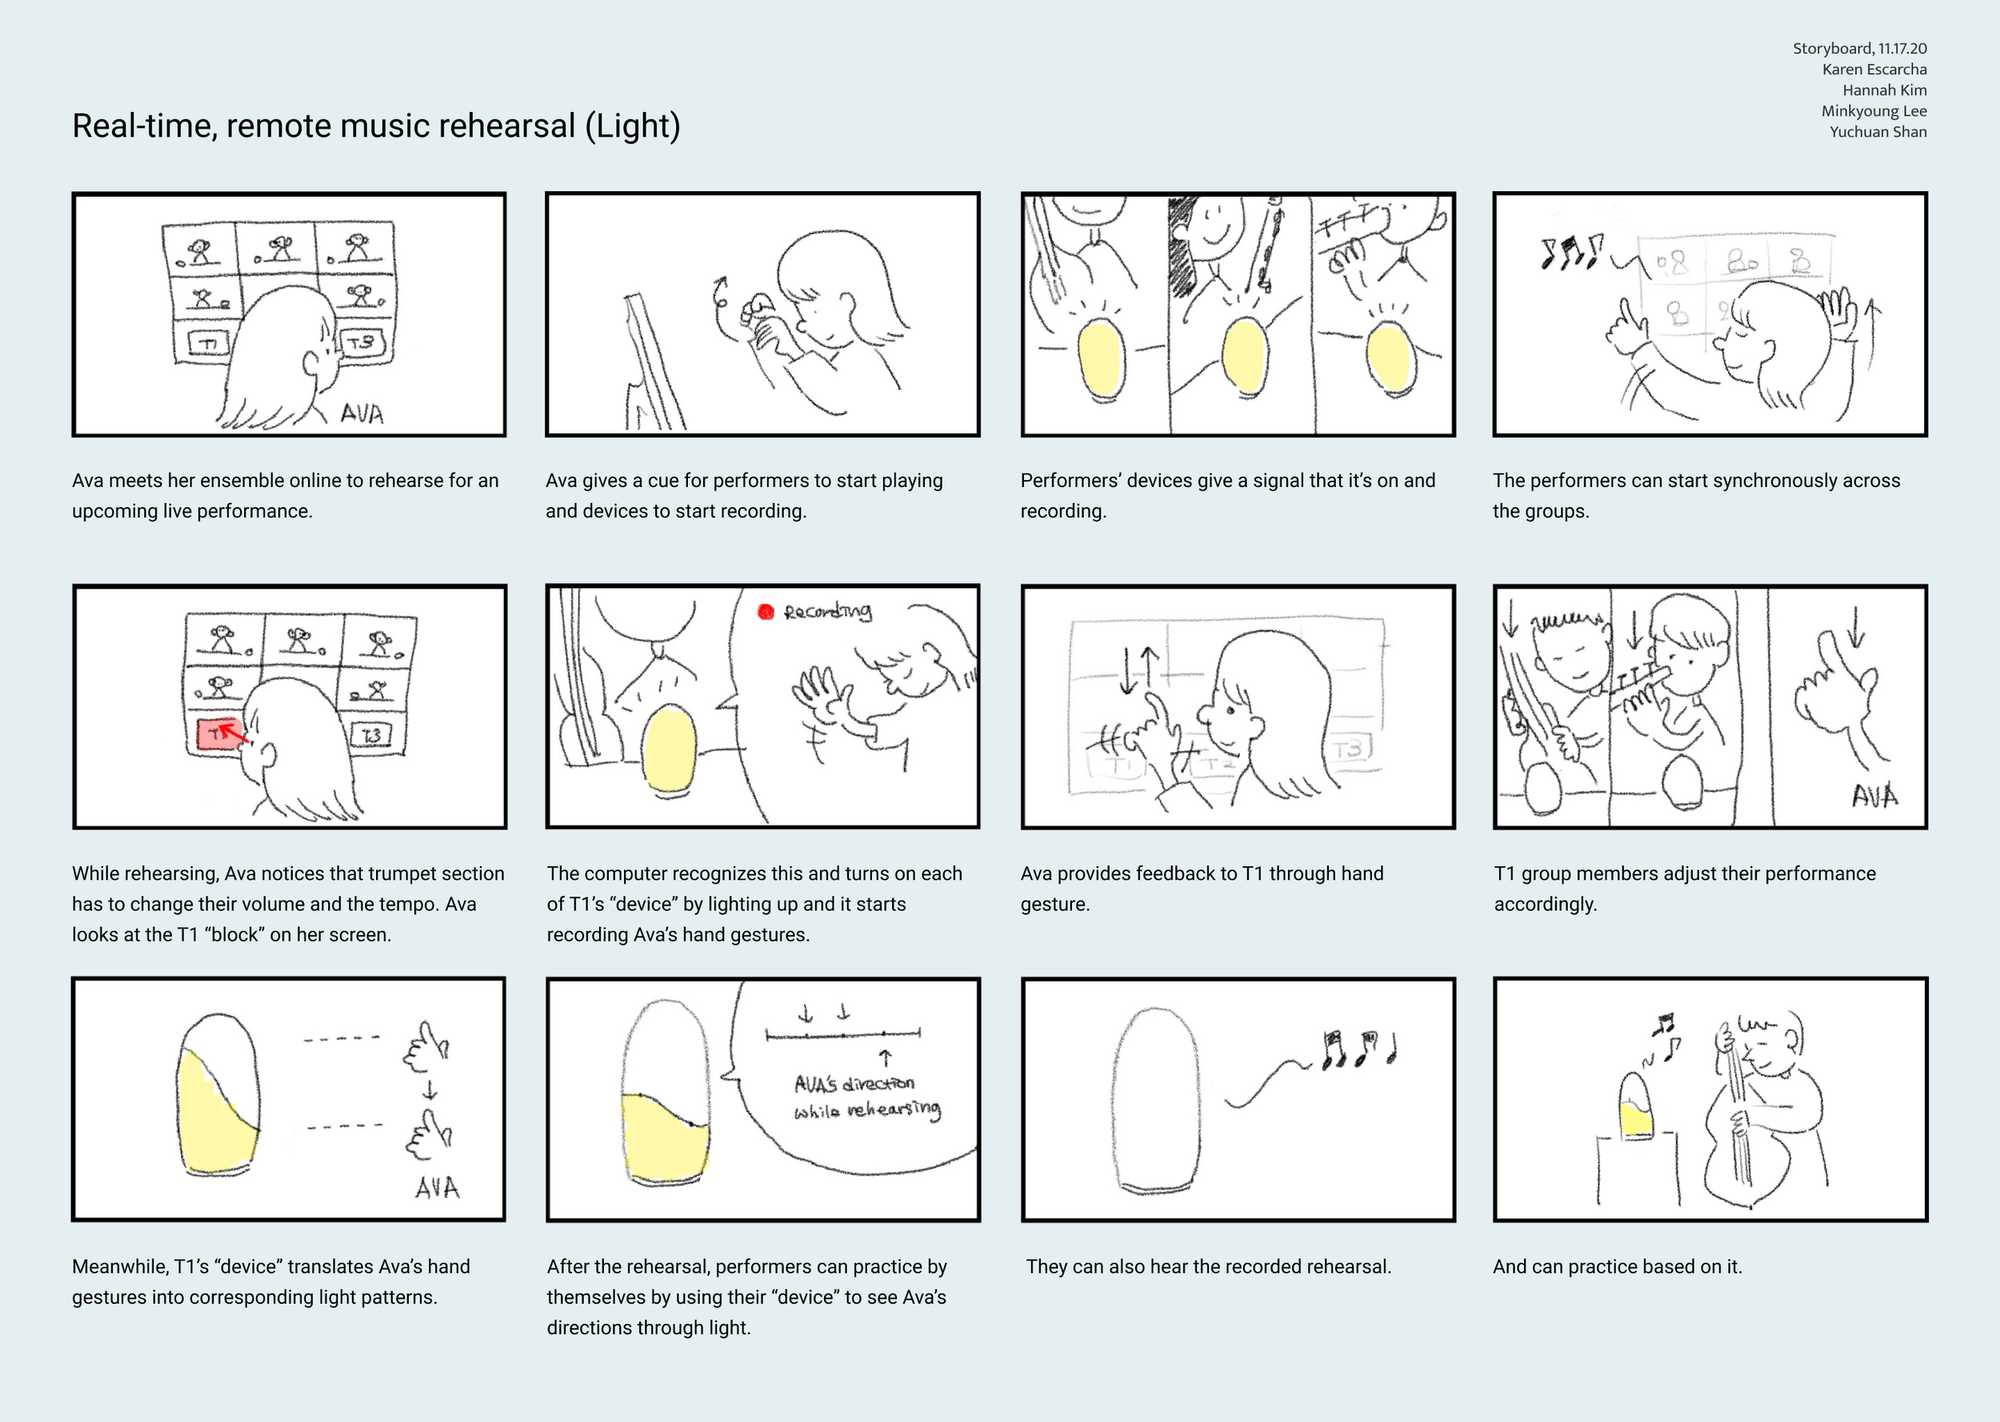 Storyboard, 11.17.20
Karen Escarcha
Hannah Kim
Minkyoung Lee
Yuchuan Shan
Real-time, remote music rehearsal (Light)
T1
T3
AVA
Ava meets her ensemble online to rehearse for an
upcoming live performance.
Ava gives a cue for performers to start playing
and devices to start recording.
Performers’ devices give a signal that it’s on and
recording.
The performers can start synchronously across
the groups.
T1
T3
While rehearsing, Ava notices that trumpet section
has to change their volume and the tempo. Ava
looks at the T1 “block” on her screen.
Recording
The computer recognizes this and turns on each
of T1’s “device” by lighting up and it starts
recording Ava’s hand gestures.
T1
T2
T3
Ava provides feedback to T1 through hand
gesture.
AVA
T1 group members adjust their performance
accordingly.
AVA
Meanwhile, T1’s “device” translates Ava’s hand
gestures into corresponding light patterns.
AVA's direction
while rehearsing
After the rehearsal, performers can practice by
themselves by using their “device” to see Ava’s
directions through light.
They can also hear the recorded rehearsal.
And can practice based on it.